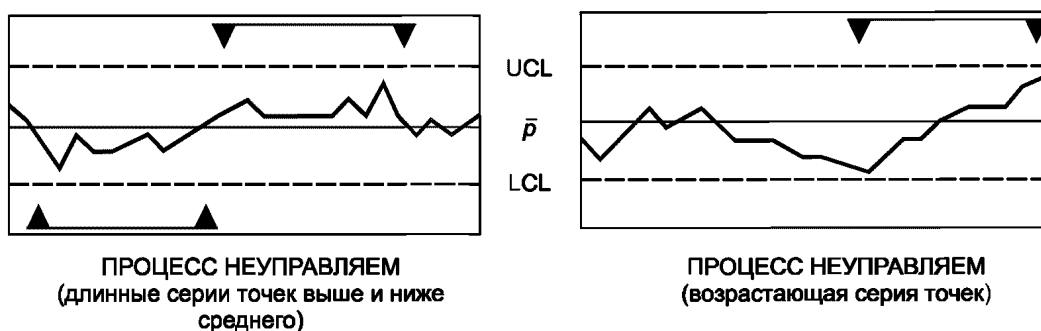 UCL
p̄
LCL
ПРОЦЕСС НЕУПРАВЛЯЕМ
(длинные серии точек выше и ниже
среднего)
ПРОЦЕСС НЕУПРАВЛЯЕМ
(возрастающая серия точек)